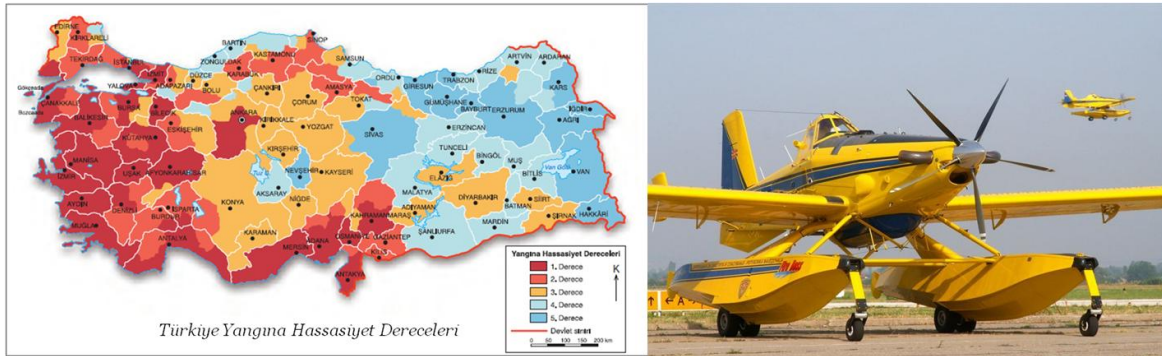 EDİRNE
KIRKLARELİ
TEKİRDAĞ
İSTANBUL
YALOVA
İZMİT
ADAPAZARI
DÜZCE
BOLU
ZONGULDAK
BARTIN
KARABÜK
KASTAMONU
SİNOP
SAMSUN
ORDU
GİRESUN
TRABZON
RİZE
ARTVİN
ARDAHAN
KARS
IĞDIR
AĞRI
Gökçeada
Bozcaada
ÇANAKKALE
BALIKESİR
BURSA
BİLECİK
ESKİŞEHİR
KÜTAHYA
ANKARA
ÇANKIRI
ÇORUM
AMASYA
TOKAT
KIRIKKALE
YOZGAT
SİVAS
GÜMÜŞHANE
BAYBURT
ERZURUM
ERZİNCAN
TUNCELİ
BİNGÖL
MUŞ
BİTLİS
Van Gölü
VAN
MANİSA
İZMİR
UŞAK
AFYONKARAHİSAR
KIRŞEHİR
NEVŞEHİR
KAYSERİ
AKSARAY
NİĞDE
KONYA
MALATYA
ELAZIĞ
DİYARBAKIR
BATMAN
SİİRT
ŞIRNAK
HAKKÂRİ
AYDIN
DENİZLİ
MUĞLA
BURDUR
ISPARTA
ANTALYA
KARAMAN
MERSİN
ADANA
OSMANİYE
KAHRAMANMARAŞ
GAZİANTEP
KİLİS
ANTAKYA
ADIYAMAN
ŞANLIURFA
MARDİN
Yangına Hassasiyet Dereceleri
1. Derece
2. Derece
3. Derece
4. Derece
5. Derece
Devlet sınırı
K
0 50 100 150 200 km
Türkiye Yangına Hassasiyet Dereceleri
Fire Boss
A